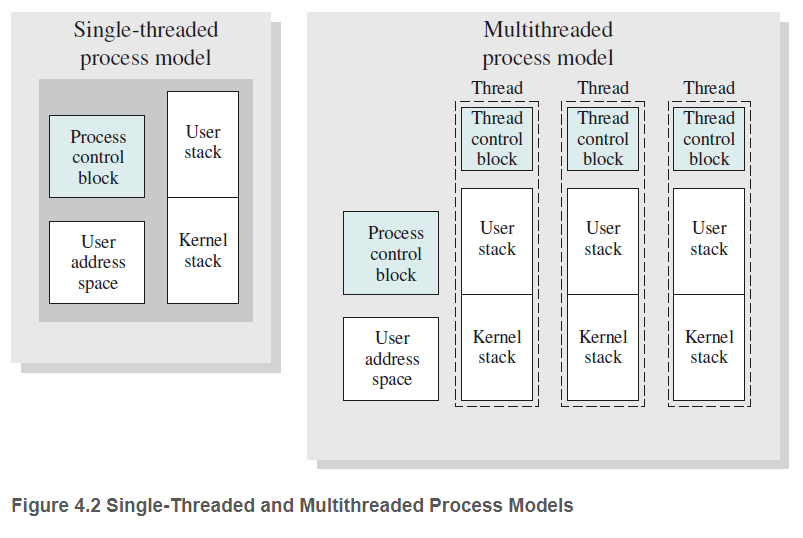 Single-threaded
process model
Process
control
block
User
stack
User
address
space
Kernel
stack
Multithreaded
process model
Thread
Thread
Thread
Thread
control
block
Thread
control
block
Thread
control
block
Process
control
block
User
stack
User
stack
User
stack
User
address
space
Kernel
stack
Kernel
stack
Kernel
stack
Figure 4.2 Single-Threaded and Multithreaded Process Models